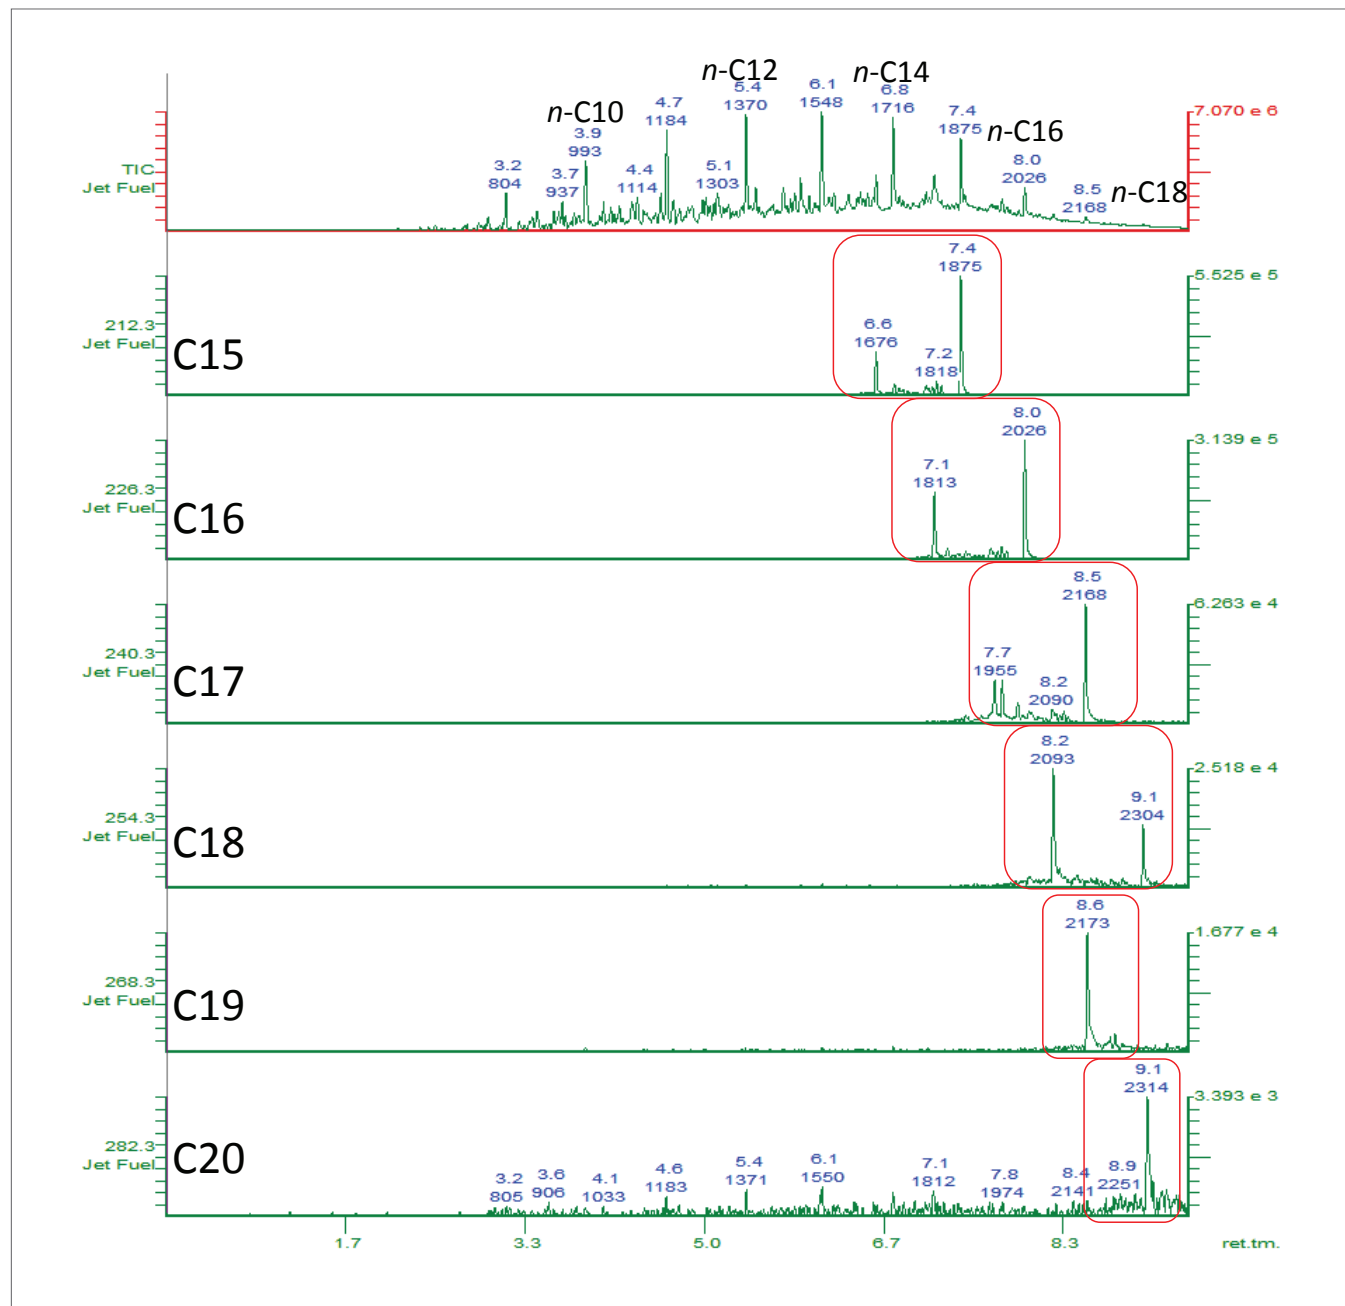 n-C12
n-C14
5.4
1370
6.1
1548
6.8
1716
n-C10
3.9
993
4.7
1184
7.4
1875
n-C16
8.0
2026
7.070 e 6
TIC
Jet Fuel
3.2
804
3.7
937
4.4
1114
5.1
1303
8.5
2168
n-C18
7.4
1875
5.525 e 5
212.3
Jet Fuel
C15
6.6
1676
7.2
1818
8.0
2026
3.139 e 5
226.3
Jet Fuel
C16
7.1
1813
8.5
2168
6.263 e 4
240.3
Jet Fuel
C17
7.7
1955
8.2
2090
8.2
2093
2.518 e 4
254.3
Jet Fuel
C18
9.1
2304
8.6
2173
1.677 e 4
268.3
Jet Fuel
C19
9.1
2314
3.393 e 3
282.3
Jet Fuel
C20
3.2
805
3.6
906
4.1
1033
4.6
1183
5.4
1371
6.1
1550
7.1
1812
7.8
1974
8.4
2141
8.9
2251
1.7 3.3 5.0 6.7 8.3 ret.tm.